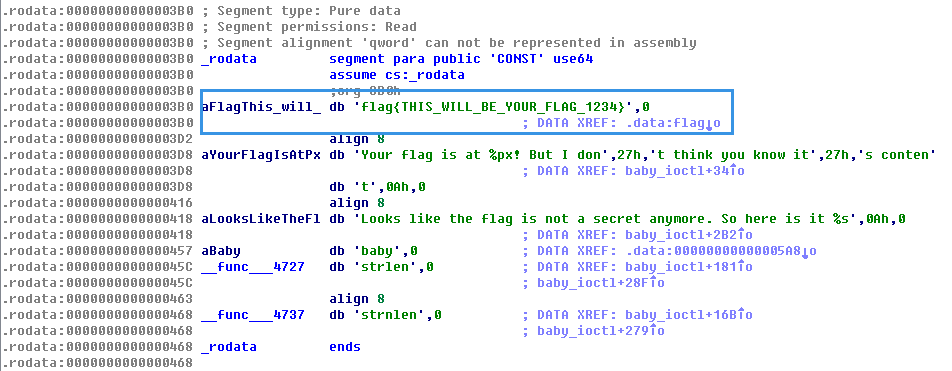 .rodata:00000000000003B0 ; Segment type: Pure data
.rodata:00000000000003B0 ; Segment permissions: Read
.rodata:00000000000003B0 ; Segment alignment 'qword' can not be represented in assembly
.rodata:00000000000003B0 _rodata segment para public 'CONST' use64
.rodata:00000000000003B0 assume cs:_rodata
.rodata:00000000000003B0 ;org 3B0h
.rodata:00000000000003B0 aFlagThis_will_ db 'flag{THIS_WILL_BE_YOUR_FLAG_1234}',0
.rodata:00000000000003B0 ; DATA XREF: .data:flag↓o
.rodata:00000000000003D2 align 8
.rodata:00000000000003D8 aYourFlagIsAtPx db 'Your flag is at %px! But I don',27h,'t think you know it',27h,'s conten'
.rodata:00000000000003D8 ; DATA XREF: baby_ioctl+34↑o
.rodata:00000000000003D8 db 't',0Ah,0
.rodata:0000000000000416 align 8
.rodata:0000000000000418 aLooksLikeTheFl db 'Looks like the flag is not a secret anymore. So here is it %s',0Ah,0
.rodata:0000000000000418 ; DATA XREF: baby_ioctl+2B2↑o
.rodata:0000000000000457 aBaby db 'baby',0 ; DATA XREF: .data:00000000000005A8↓o
.rodata:000000000000045C __func___4727 db 'strlen',0 ; DATA XREF: baby_ioctl+181↑o
.rodata:000000000000045C ; baby_ioctl+28F↑o
.rodata:0000000000000463 align 8
.rodata:0000000000000468 __func___4737 db 'strnlen',0 ; DATA XREF: baby_ioctl+16B↑o
.rodata:0000000000000468 ; baby_ioctl+279↑o
.rodata:0000000000000468 _rodata ends
.rodata:0000000000000468